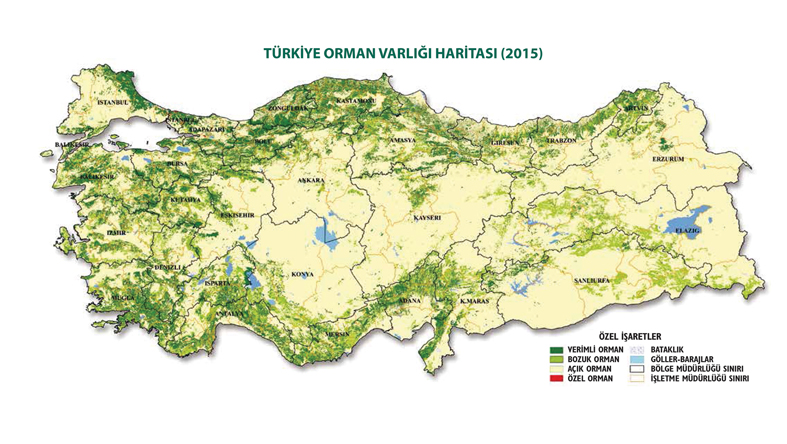 TÜRKİYE ORMAN VARLIĞI HARİTASI (2015)
İSTANBUL
ZONGULDAK
KASTAMONU
ARTVİN
İSTANBUL
ADAPAZARI
BOLU
AMASYA
GİRESUN
TRABZON
BALIKESİR
BURSA
ERZURUM
BALIKESİR
ANKARA
KÜTAHYA
ESKİŞEHİR
KAYSERİ
İZMİR
ELAZIG
DENİZLİ
KONYA
ISPARTA
ŞANLIURFA
MUĞLA
ADANA
K.MARAS
ANTALYA
MERSİN
ÖZEL İŞARETLER
VERİMLİ ORMAN BATAKLIK
BOZUK ORMAN GÖLLER-BARAJLAR
AÇIK ORMAN BÖLGE MÜDÜRLÜĞÜ SINIRI
ÖZEL ORMAN İŞLETME MÜDÜRLÜĞÜ SINIRI